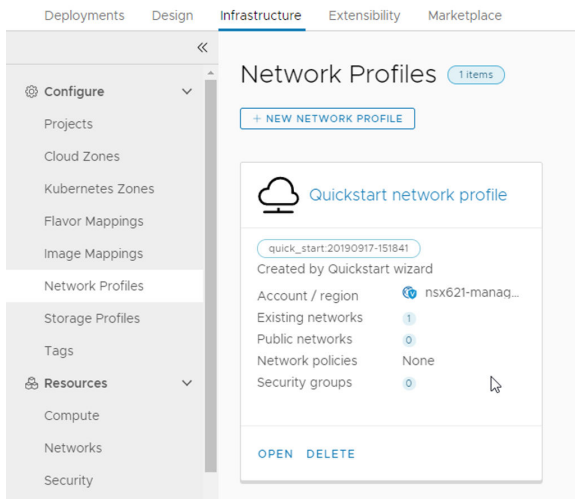 Deployments Design Infrastructure Extensibility Marketplace
Configure
Projects
Cloud Zones
Kubernetes Zones
Flavor Mappings
Image Mappings
Network Profiles
Storage Profiles
Tags
Resources
Compute
Networks
Security
Network Profiles 1 items
+ NEW NETWORK PROFILE
Quickstart network profile
quick_start:20190917-151841
Created by Quickstart wizard
Account / region nsx621-manag...
Existing networks 1
Public networks 0
Network policies None
Security groups 0
OPEN DELETE